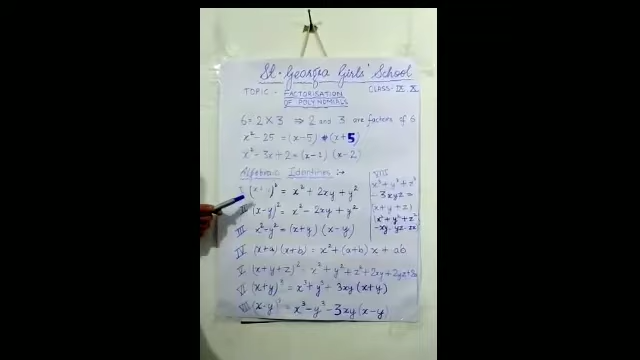 St. Georgia Girls' School
TOPIC:- FACTORISATION OF POLYNOMIALS
CLASS-IX, X
6 = 2 × 3 ⇒ 2 and 3 are factors of 6
x² - 25 = (x-5) (x+5)
x² - 3x + 2 = (x-1) (x-2)
Algebraic Identities :-
I (x+ )² = x² + 2xy + y²
II (x-y)² = x² - 2xy + y²
III x² - y² = (x+y) (x-y)
IV (x+a) (x+b) = x² + (a+b) x + ab
V (x+y+z)² = x² + y² + z² + 2xy + 2yz + 2
VI (x+y)³ = x³ + y³ + 3xy (x+y)
VII (x-y)³ = x³ - y³ - 3xy (x-y)
VIII
x³ + y³ + z³
- 3xyz =
(x+y+z)
(x² + y² + z²
- xy - yz - zx